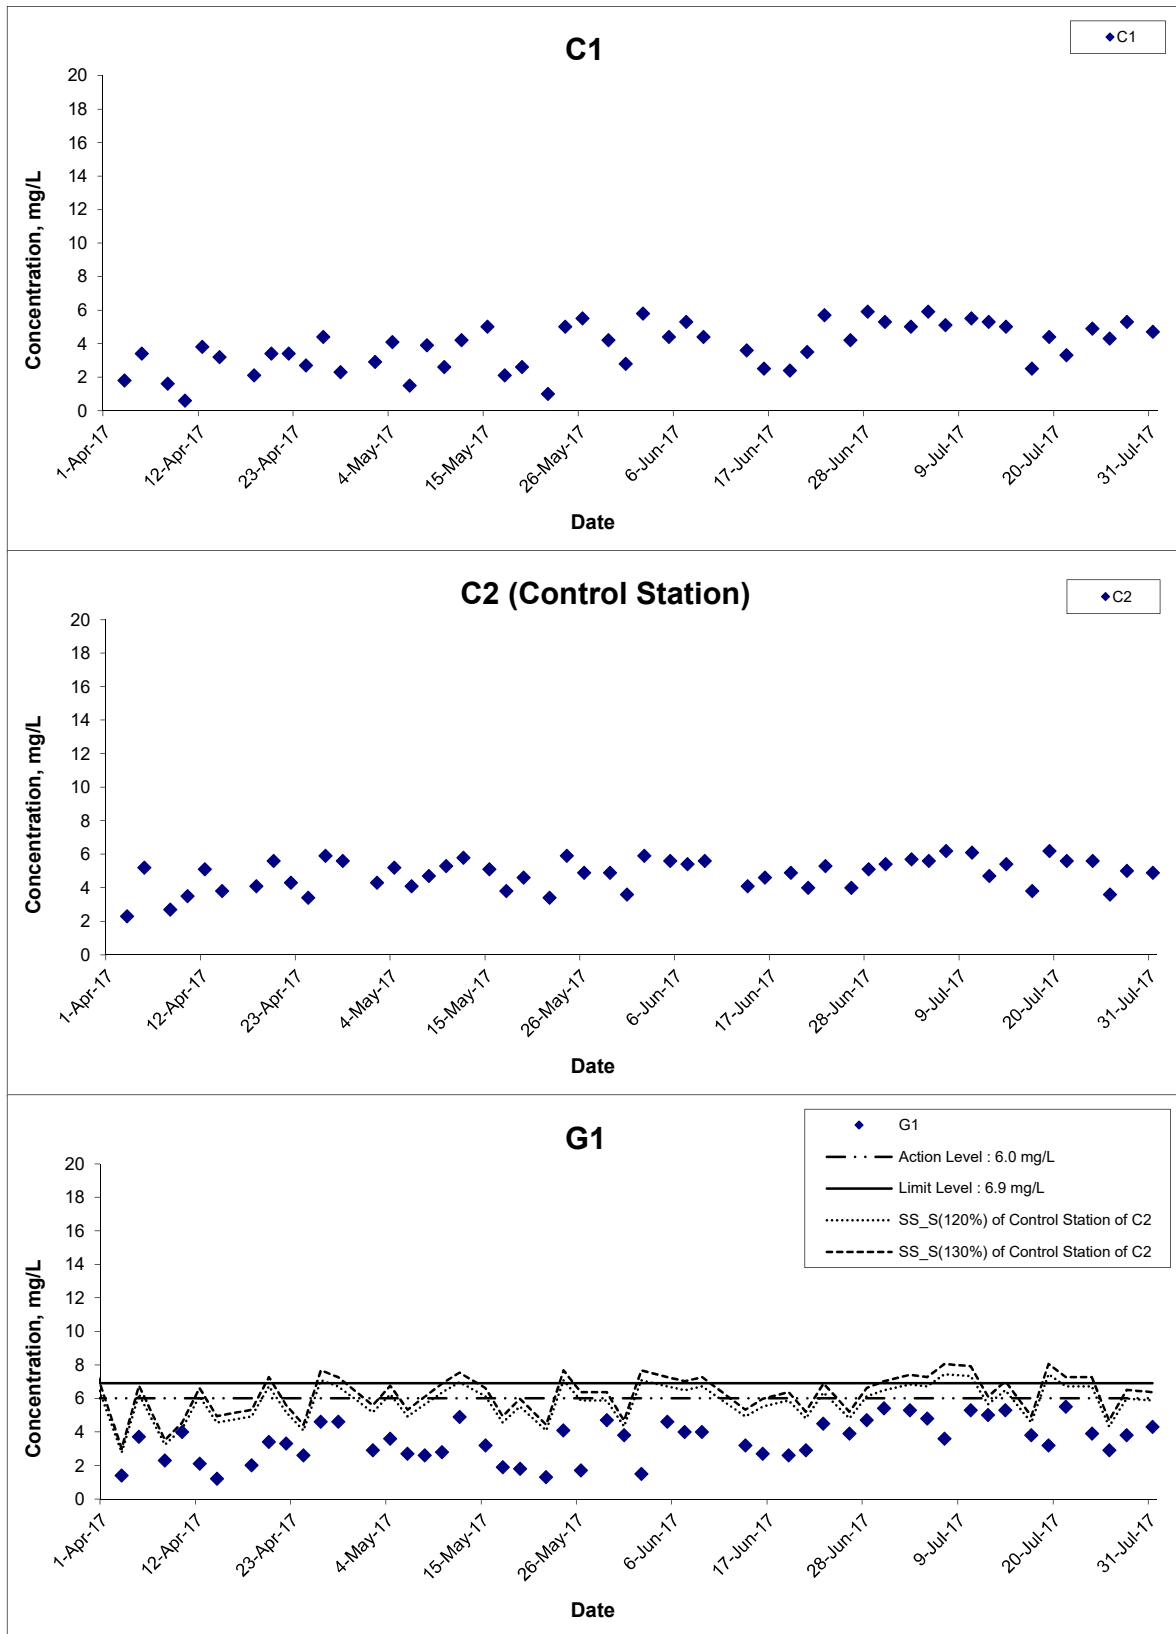 C1
C1
20
18
16
14
12
10
8
6
4
2
0
Concentration, mg/L
1-Apr-17
12-Apr-17
23-Apr-17
4-May-17
15-May-17
26-May-17
6-Jun-17
17-Jun-17
28-Jun-17
9-Jul-17
20-Jul-17
31-Jul-17
Date
C2 (Control Station)
C2
20
18
16
14
12
10
8
6
4
2
0
Concentration, mg/L
1-Apr-17
12-Apr-17
23-Apr-17
4-May-17
15-May-17
26-May-17
6-Jun-17
17-Jun-17
28-Jun-17
9-Jul-17
20-Jul-17
31-Jul-17
Date
G1
G1
Action Level : 6.0 mg/L
Limit Level : 6.9 mg/L
SS_S(120%) of Control Station of C2
SS_S(130%) of Control Station of C2
20
18
16
14
12
10
8
6
4
2
0
Concentration, mg/L
1-Apr-17
12-Apr-17
23-Apr-17
4-May-17
15-May-17
26-May-17
6-Jun-17
17-Jun-17
28-Jun-17
9-Jul-17
20-Jul-17
31-Jul-17
Date